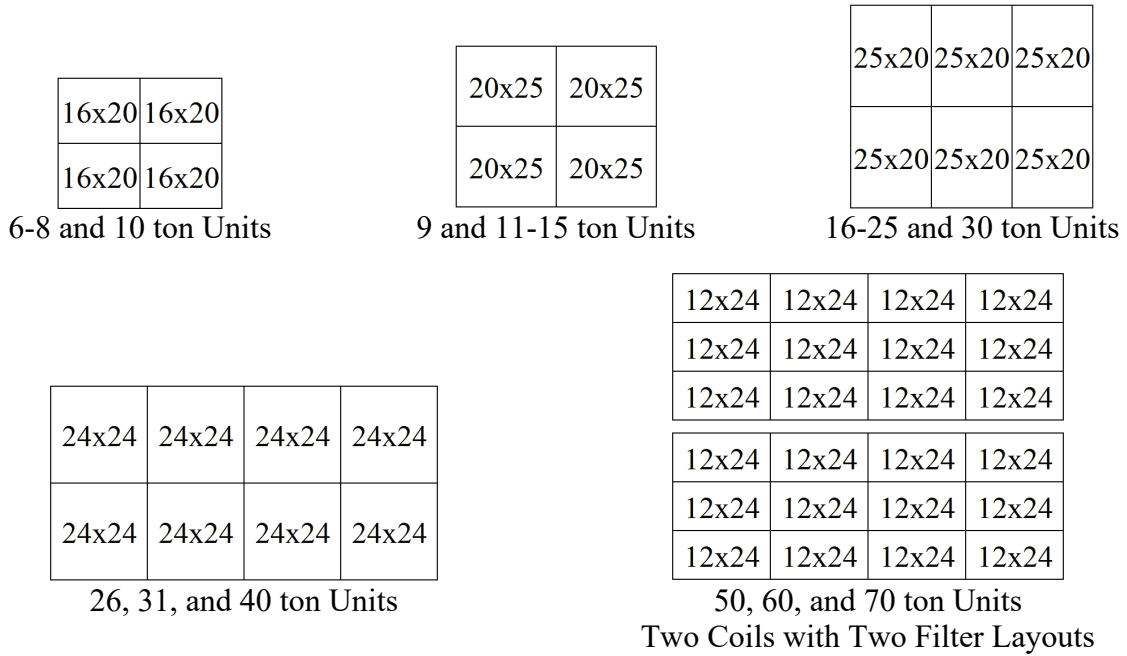 16x20 16x20
16x20 16x20
6-8 and 10 ton Units
20x25 20x25
20x25 20x25
9 and 11-15 ton Units
25x20 25x20 25x20
25x20 25x20 25x20
16-25 and 30 ton Units
24x24 24x24 24x24 24x24
24x24 24x24 24x24 24x24
26, 31, and 40 ton Units
12x24 12x24 12x24 12x24
12x24 12x24 12x24 12x24
12x24 12x24 12x24 12x24
12x24 12x24 12x24 12x24
12x24 12x24 12x24 12x24
12x24 12x24 12x24 12x24
50, 60, and 70 ton Units
Two Coils with Two Filter Layouts